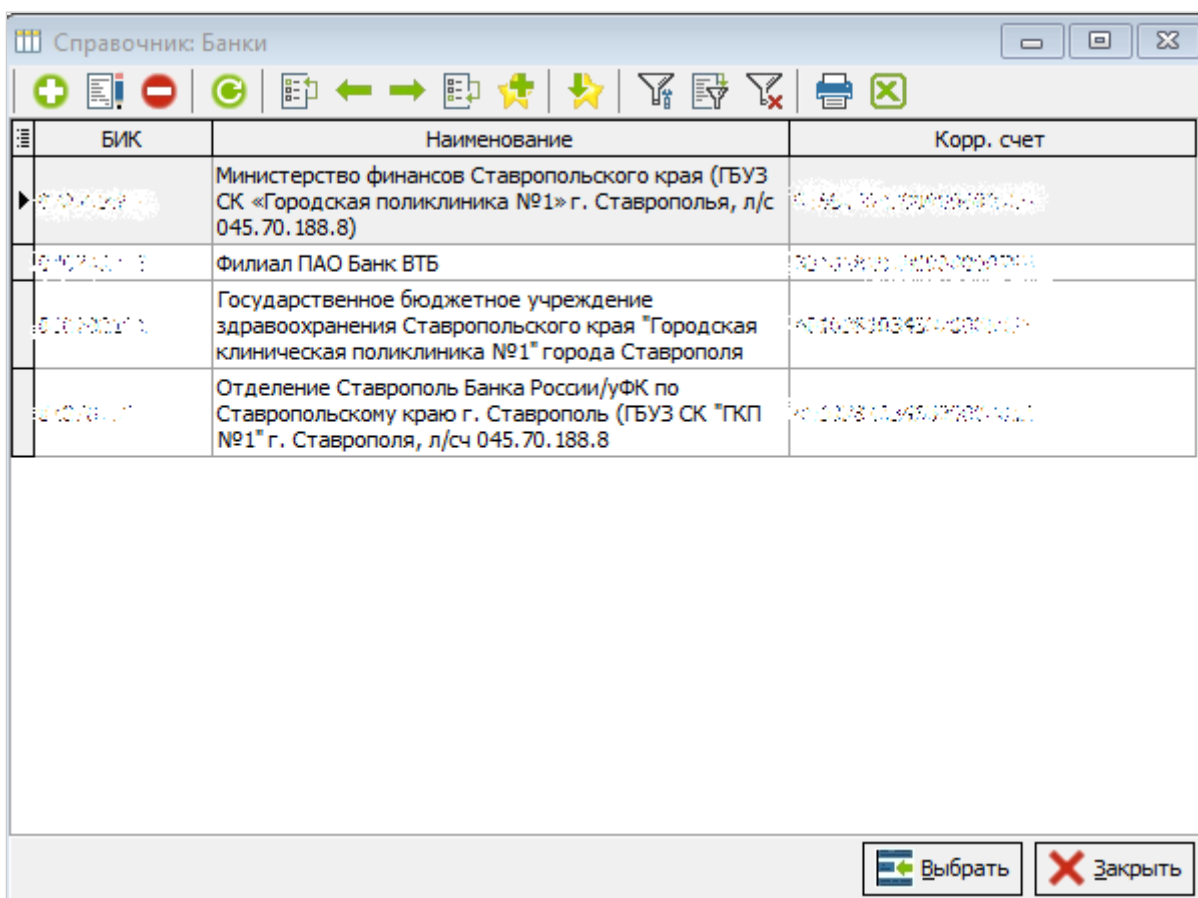 Справочник: Банки
БИК Наименование Корр. счет
Министерство финансов Ставропольского края (ГБУЗ
СК «Городская поликлиника №1» г. Ставрополья, л/с
045.70.188.8)
Филиал ПАО Банк ВТБ
Государственное бюджетное учреждение
здравоохранения Ставропольского края "Городская
клиническая поликлиника №1" города Ставрополя
Отделение Ставрополь Банка России/уФК по
Ставропольскому краю г. Ставрополь (ГБУЗ СК "ГКП
№1" г. Ставрополя, л/сч 045.70.188.8
Выбрать Закрыть